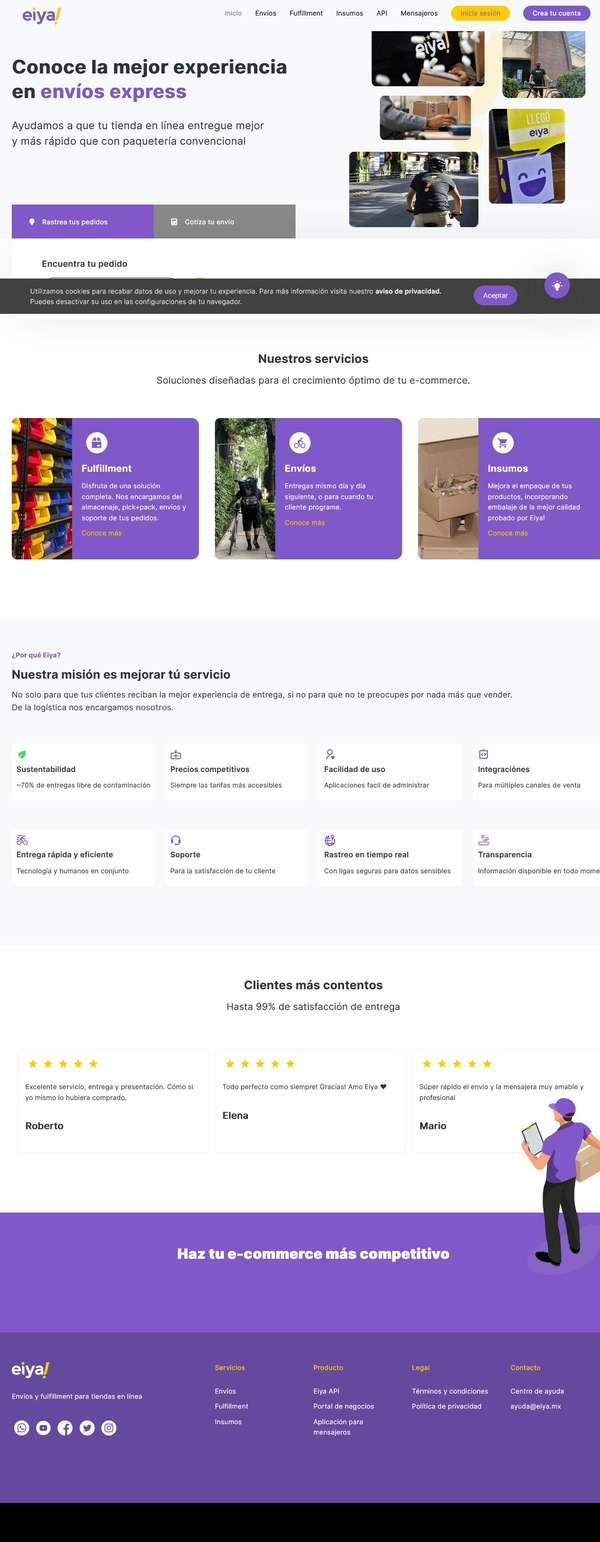 eiya!
Inicio Envíos Fulfillment Insumos API Mensajeros Inicia sesión Crea tu cuenta
Conoce la mejor experiencia
en envíos express
Ayudamos a que tu tienda en línea entregue mejor
y más rápido que con paquetería convencional
eiya!
LLEGÓ
eiya
Rastrea tus pedidos
Cotiza tu envío
Encuentra tu pedido
Utilizamos cookies para recabar datos de uso y mejorar tu experiencia. Para más información visita nuestro aviso de privacidad.
Puedes desactivar su uso en las configuraciones de tu navegador.
Aceptar
Nuestros servicios
Soluciones diseñadas para el crecimiento óptimo de tu e-commerce.
Fulfillment
Disfruta de una solución
completa. Nos encargamos del
almacenaje, pick+pack, envíos y
soporte de tus pedidos.
Conoce más
Envíos
Entregas mismo día y día
siguiente, o para cuando tu
cliente programe.
Conoce más
Insumos
Mejora el empaque de tus
productos, incorporando
embalaje de la mejor calidad
probado por Eiya!
Conoce más
¿Por qué Eiya?
Nuestra misión es mejorar tú servicio
No solo para que tus clientes reciban la mejor experiencia de entrega, si no para que no te preocupes por nada más que vender.
De la logística nos encargamos nosotros.
Sustentabilidad
~70% de entregas libre de contaminación
Precios competitivos
Siempre las tarifas más accesibles
Facilidad de uso
Aplicaciones facil de administrar
Integraciónes
Para múltiples canales de venta
Entrega rápida y eficiente
Tecnología y humanos en conjunto
Soporte
Para la satisfacción de tu cliente
Rastreo en tiempo real
Con ligas seguras para datos sensibles
Transparencia
Información disponible en todo mome
Clientes más contentos
Hasta 99% de satisfacción de entrega
Excelente servicio, entrega y presentación. Cómo si
yo mismo lo hubiera comprado.
Roberto
Todo perfecto como siempre! Gracias! Amo Eiya ❤
Elena
Súper rápido el envio y la mensajera muy amable y
profesional
Mario
Haz tu e-commerce más competitivo
eiya!
Envíos y fulfillment para tiendas en línea
Servicios
Envíos
Fulfillment
Insumos
Producto
Eiya API
Portal de negocios
Aplicación para
mensajeros
Legal
Términos y condiciones
Política de privacidad
Contacto
Centro de ayuda
ayuda@eiya.mx